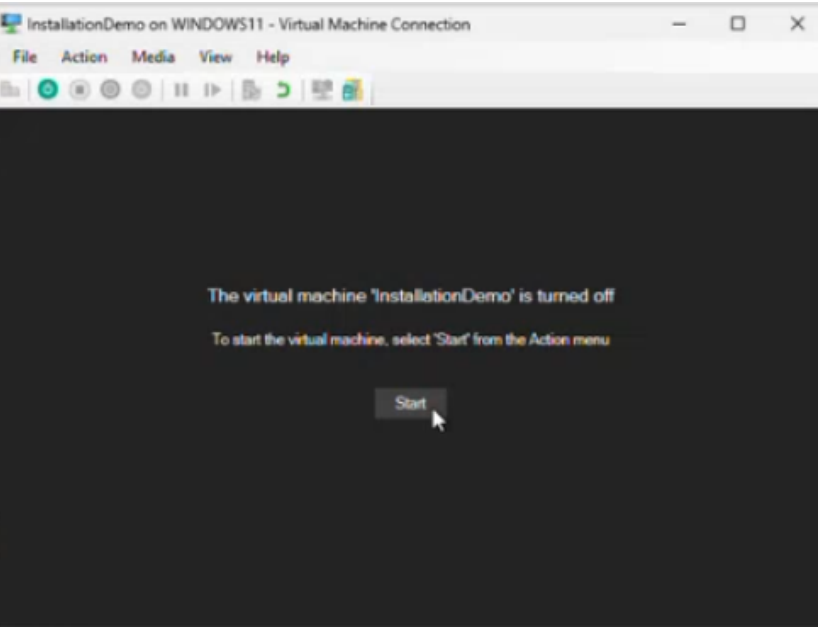 InstallationDemo on WINDOWS11 - Virtual Machine Connection
File Action Media View Help
The virtual machine 'InstallationDemo' is turned off
To start the virtual machine, select 'Start' from the Action menu
Start